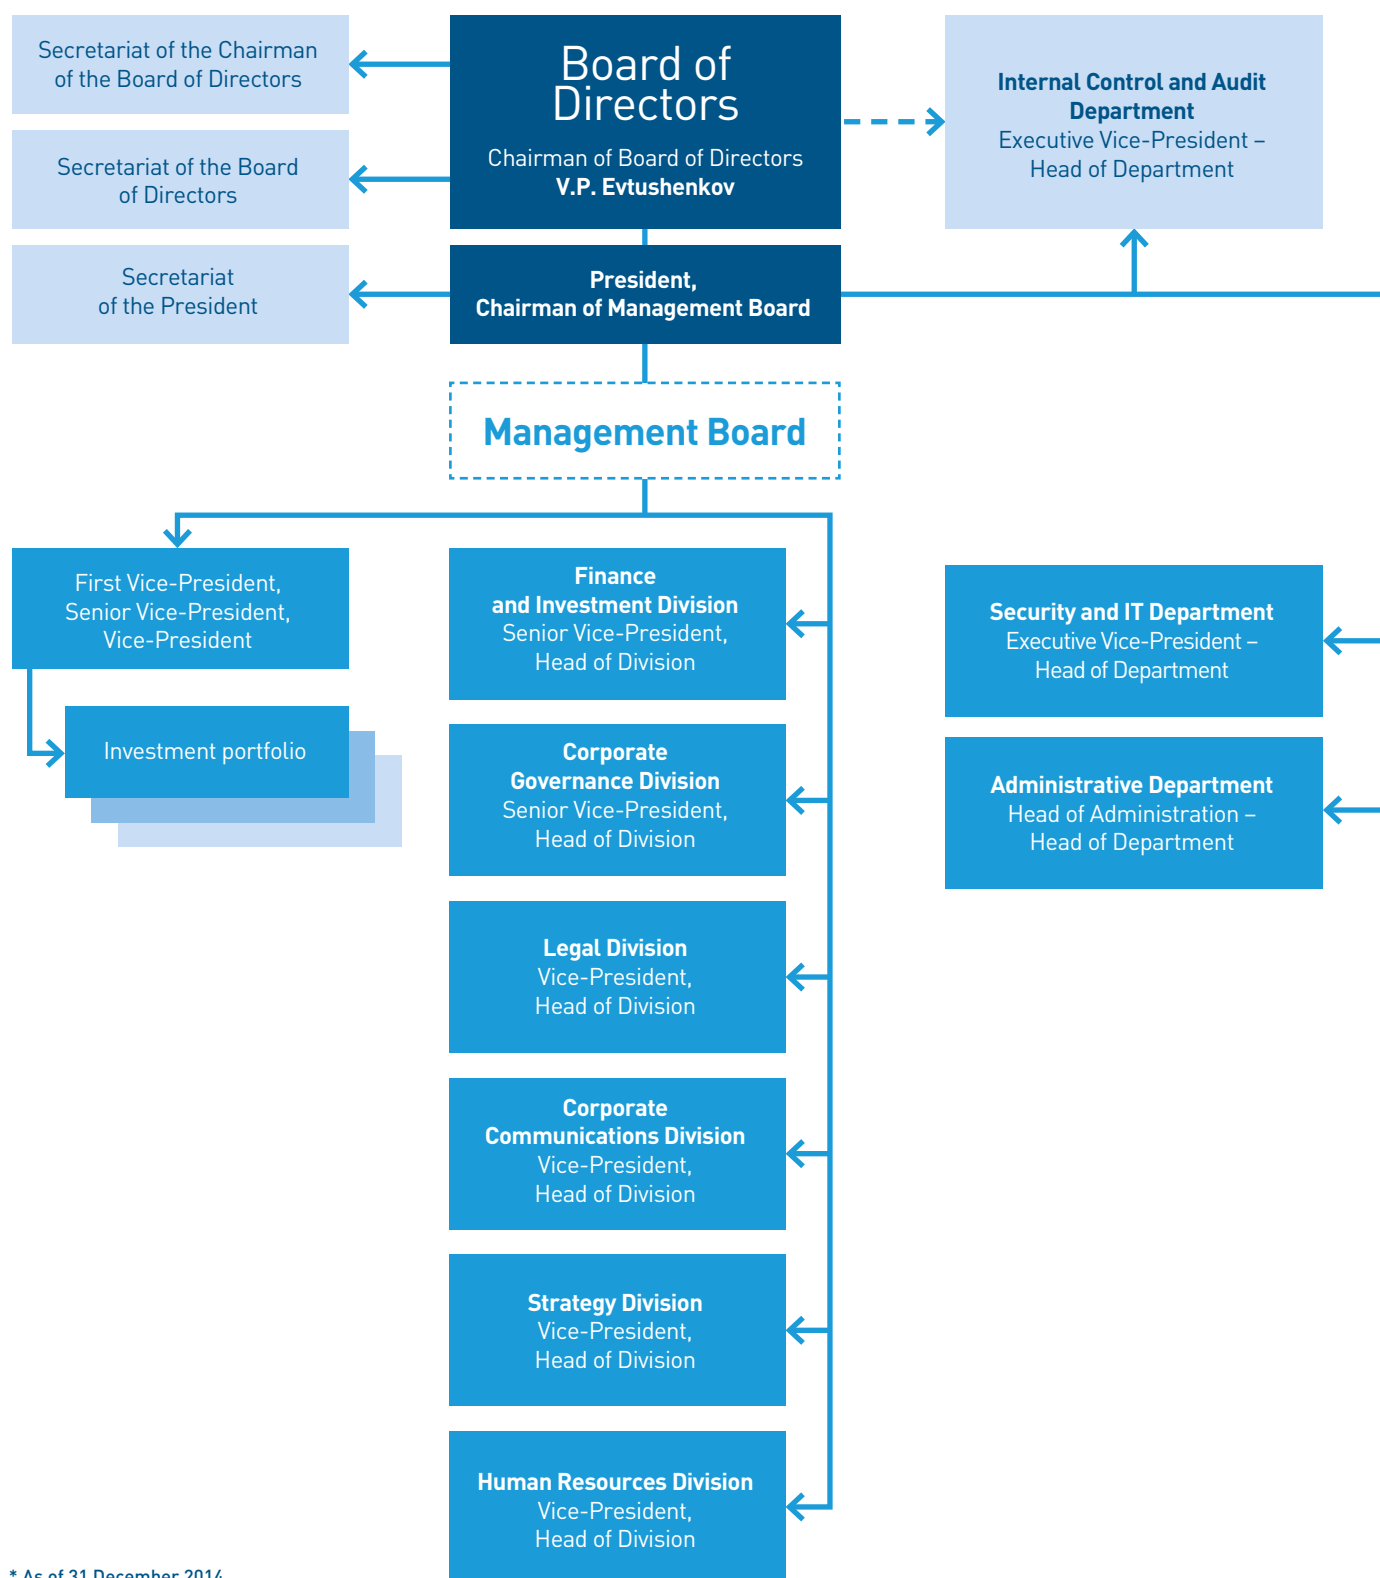 Secretariat of the Chairman
of the Board of Directors
Secretariat of the Board
of Directors
Secretariat
of the President
Board of
Directors
Chairman of Board of Directors
V.P. Evtushenkov
President,
Chairman of Management Board
Internal Control and Audit
Department
Executive Vice-President –
Head of Department
Management Board
First Vice-President,
Senior Vice-President,
Vice-President
Investment portfolio
Finance
and Investment Division
Senior Vice-President,
Head of Division
Corporate
Governance Division
Senior Vice-President,
Head of Division
Legal Division
Vice-President,
Head of Division
Corporate
Communications Division
Vice-President,
Head of Division
Strategy Division
Vice-President,
Head of Division
Human Resources Division
Vice-President,
Head of Division
Security and IT Department
Executive Vice-President –
Head of Department
Administrative Department
Head of Administration –
Head of Department
* As of 31 December 2014